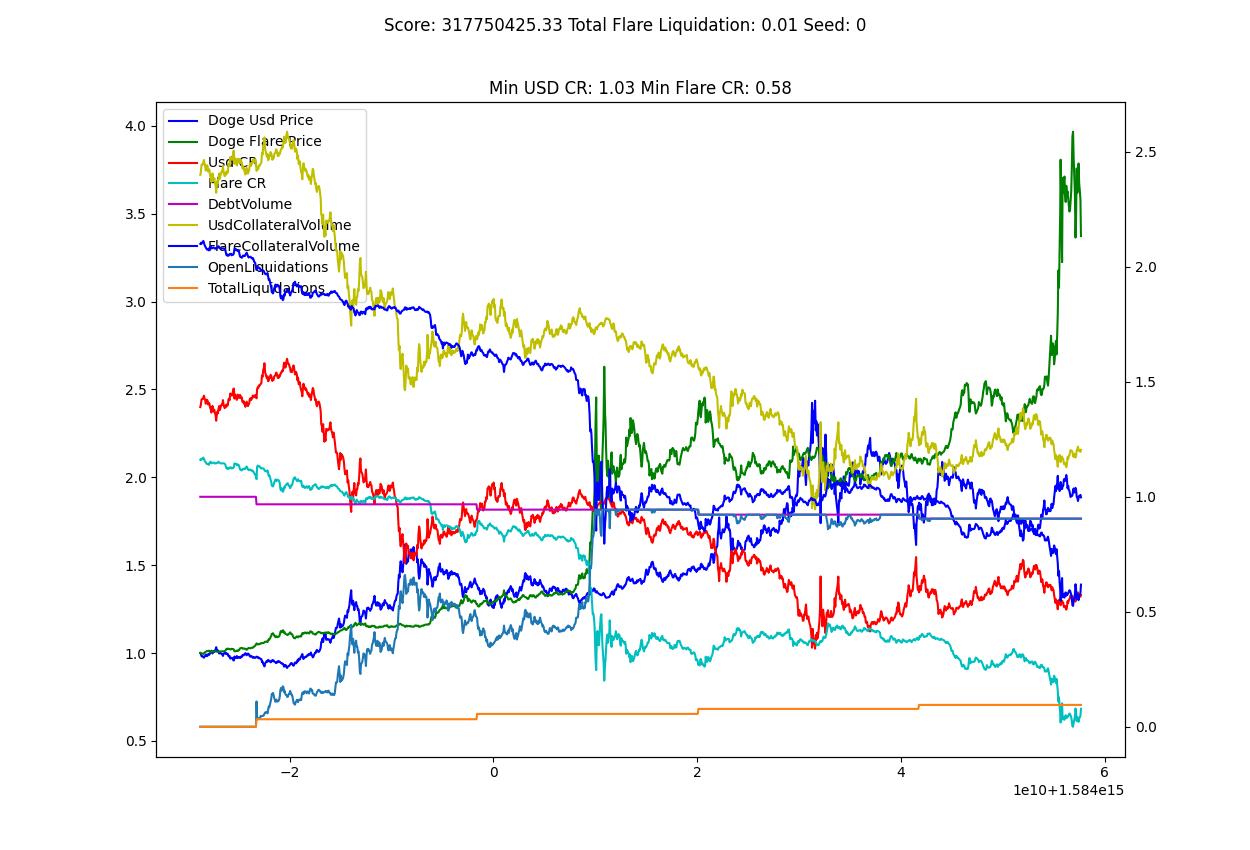 Score: 317750425.33 Total Flare Liquidation: 0.01 Seed: 0
Min USD CR: 1.03 Min Flare CR: 0.58
Doge Usd Price
Doge Flare Price
Usd CR
Flare CR
DebtVolume
UsdCollateralVolume
FlareCollateralVolume
OpenLiquidations
TotalLiquidations
4.0
3.5
3.0
2.5
2.0
1.5
1.0
0.5
2.5
2.0
1.5
1.0
0.5
0.0
−2 0 2 4 6
1e10+1.584e15